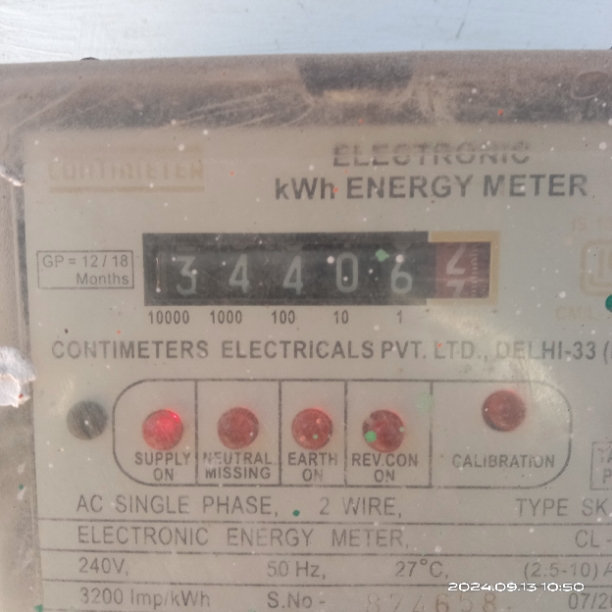 CONTIMETER
ELECTRONIC
kWh ENERGY METER
GP = 12 / 18
Months
3 4 4 0 6
10000 1000 100 10 1
CONTIMETERS ELECTRICALS PVT. LTD., DELHI-33
SUPPLY ON NEUTRAL MISSING EARTH ON REV.CON ON CALIBRATION
AC SINGLE PHASE, 2 WIRE, TYPE SK
ELECTRONIC ENERGY METER, CL -
240V, 50 Hz, 27°C, (2.5-10) A
2024.09.13 10:50
3200 Imp/kWh S.No - 07/2